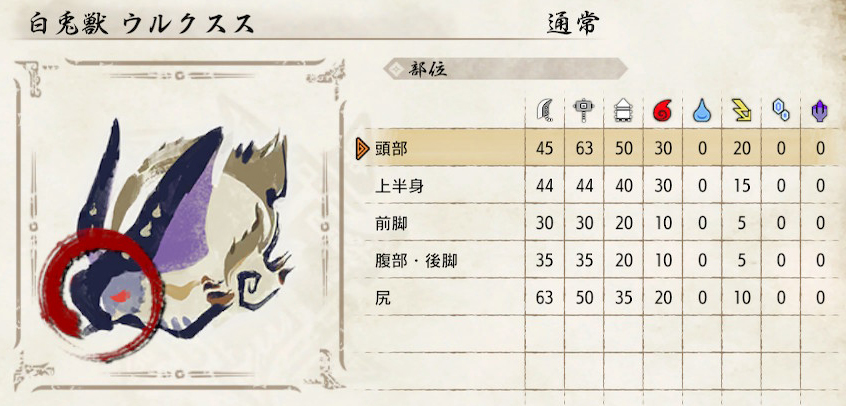 白兎獣 ウルクスス 通常
部位
頭部 45 63 50 30 0 20 0 0
上半身 44 44 40 30 0 15 0 0
前脚 30 30 20 10 0 5 0 0
腹部・後脚 35 35 20 10 0 5 0 0
尻 63 50 35 20 0 10 0 0